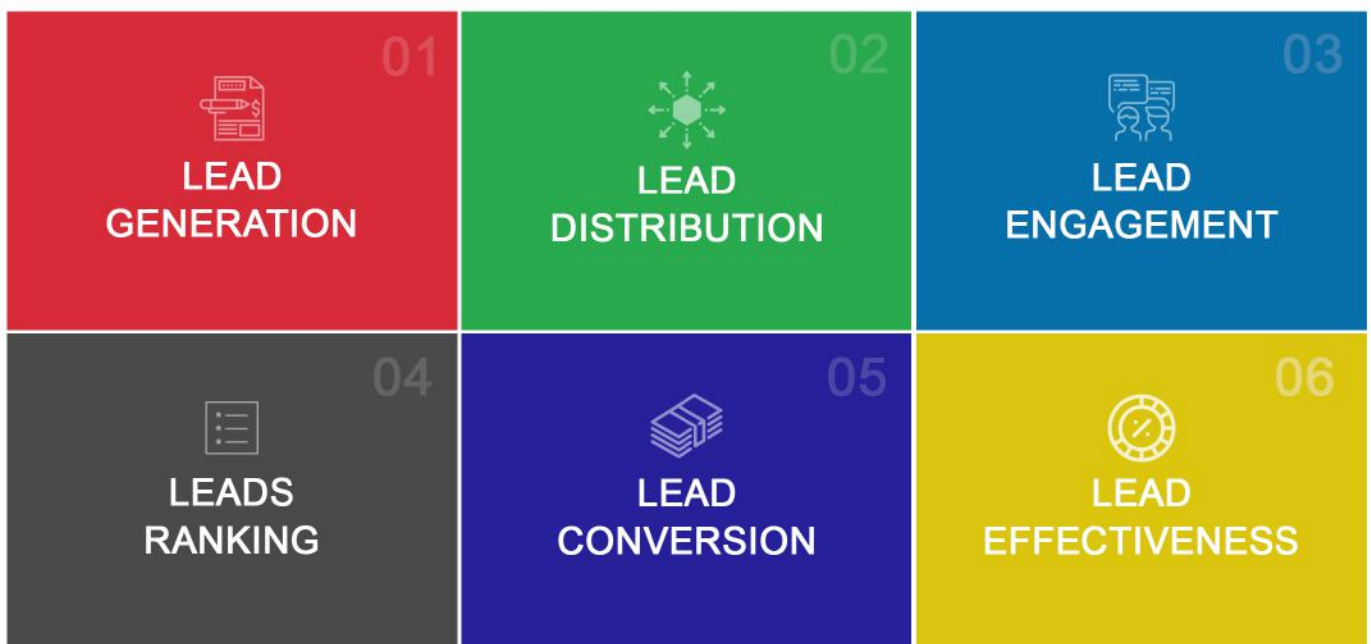 01
LEAD
GENERATION
02
LEAD
DISTRIBUTION
03
LEAD
ENGAGEMENT
04
LEADS
RANKING
05
LEAD
CONVERSION
06
LEAD
EFFECTIVENESS